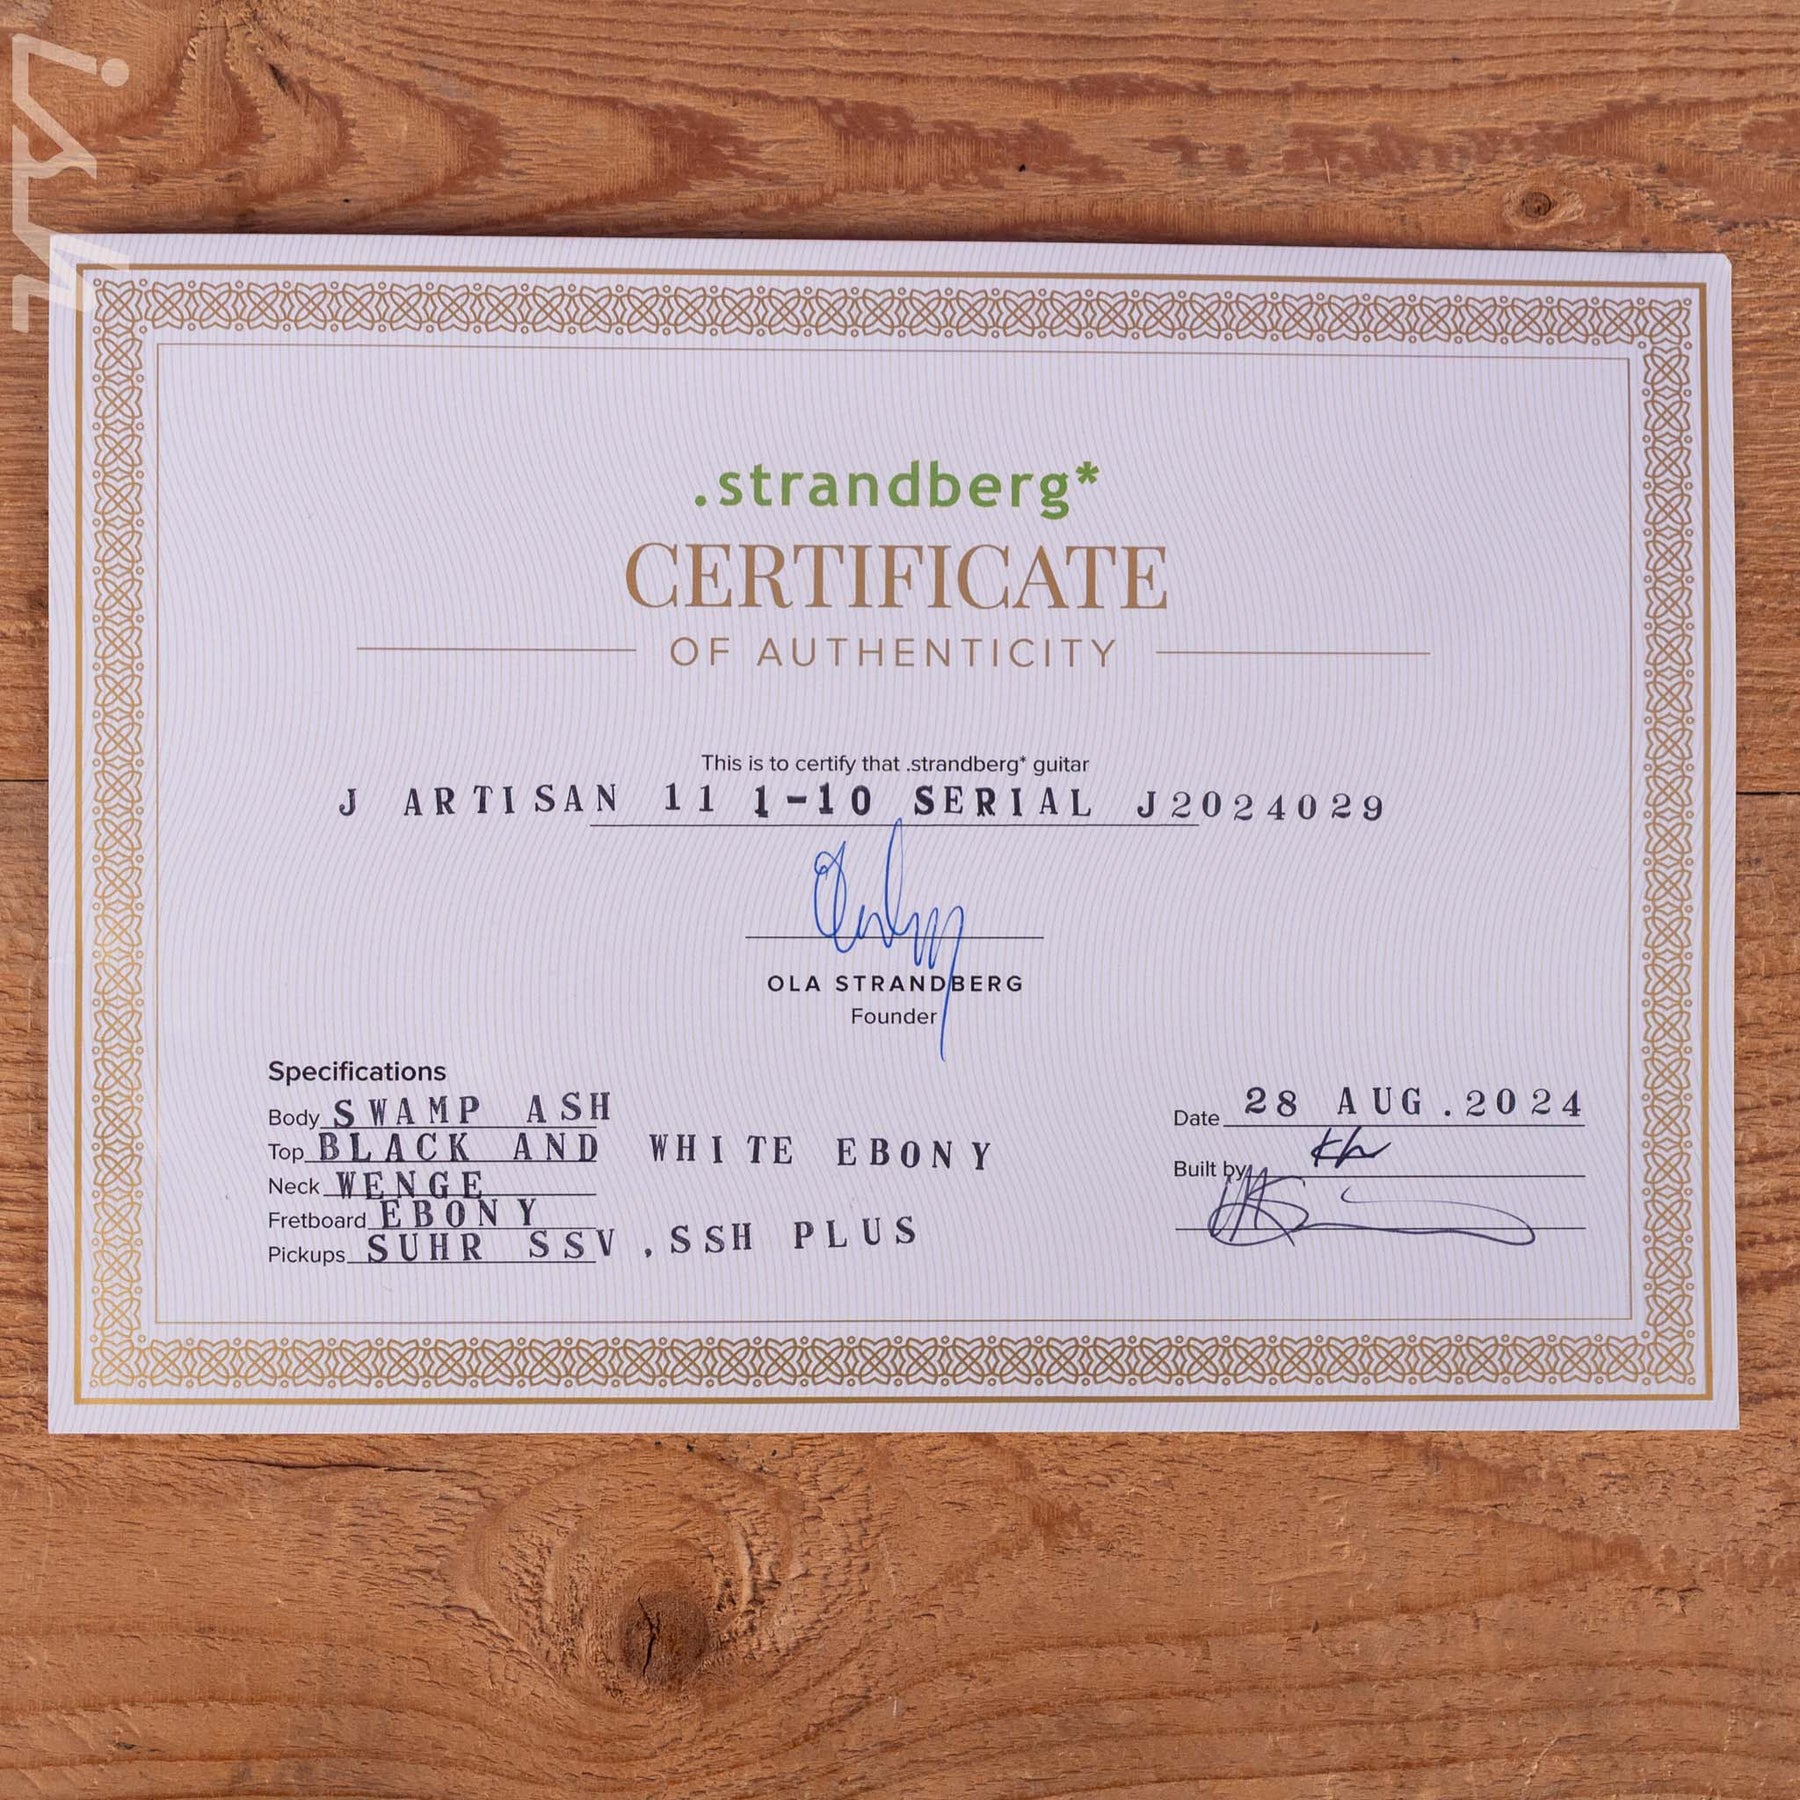 .strandberg*
CERTIFICATE
OF AUTHENTICITY
This is to certify that .strandberg* guitar
J ARTISAN 11 1-10 SERIAL J2024029
OLA STRANDBERG
Founder
Specifications
Body SWAMP ASH
Top BLACK AND WHITE EBONY
Neck WENGE
Fretboard EBONY
Pickups SUHR SSV .SSH PLUS
Date 28 AUG.2024
Built by